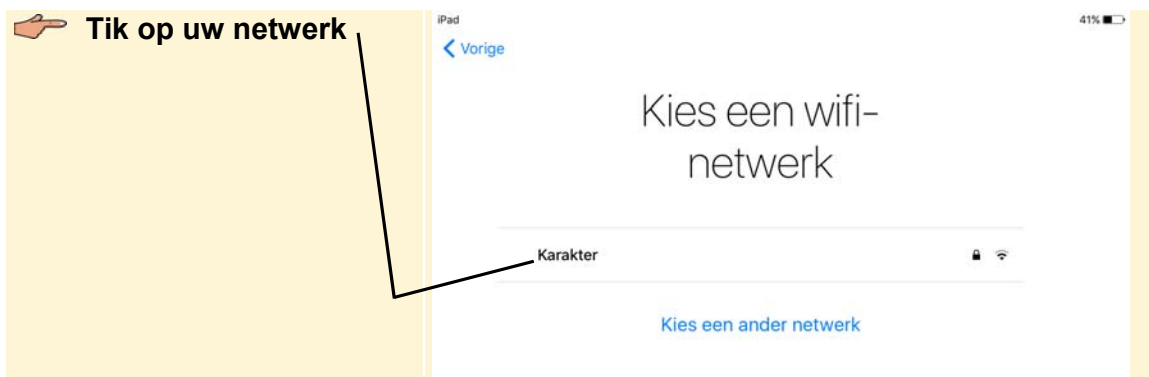 Tik op uw netwerk
iPad
41%
Vorige
Kies een wifi-
netwerk
Karakter
Kies een ander netwerk